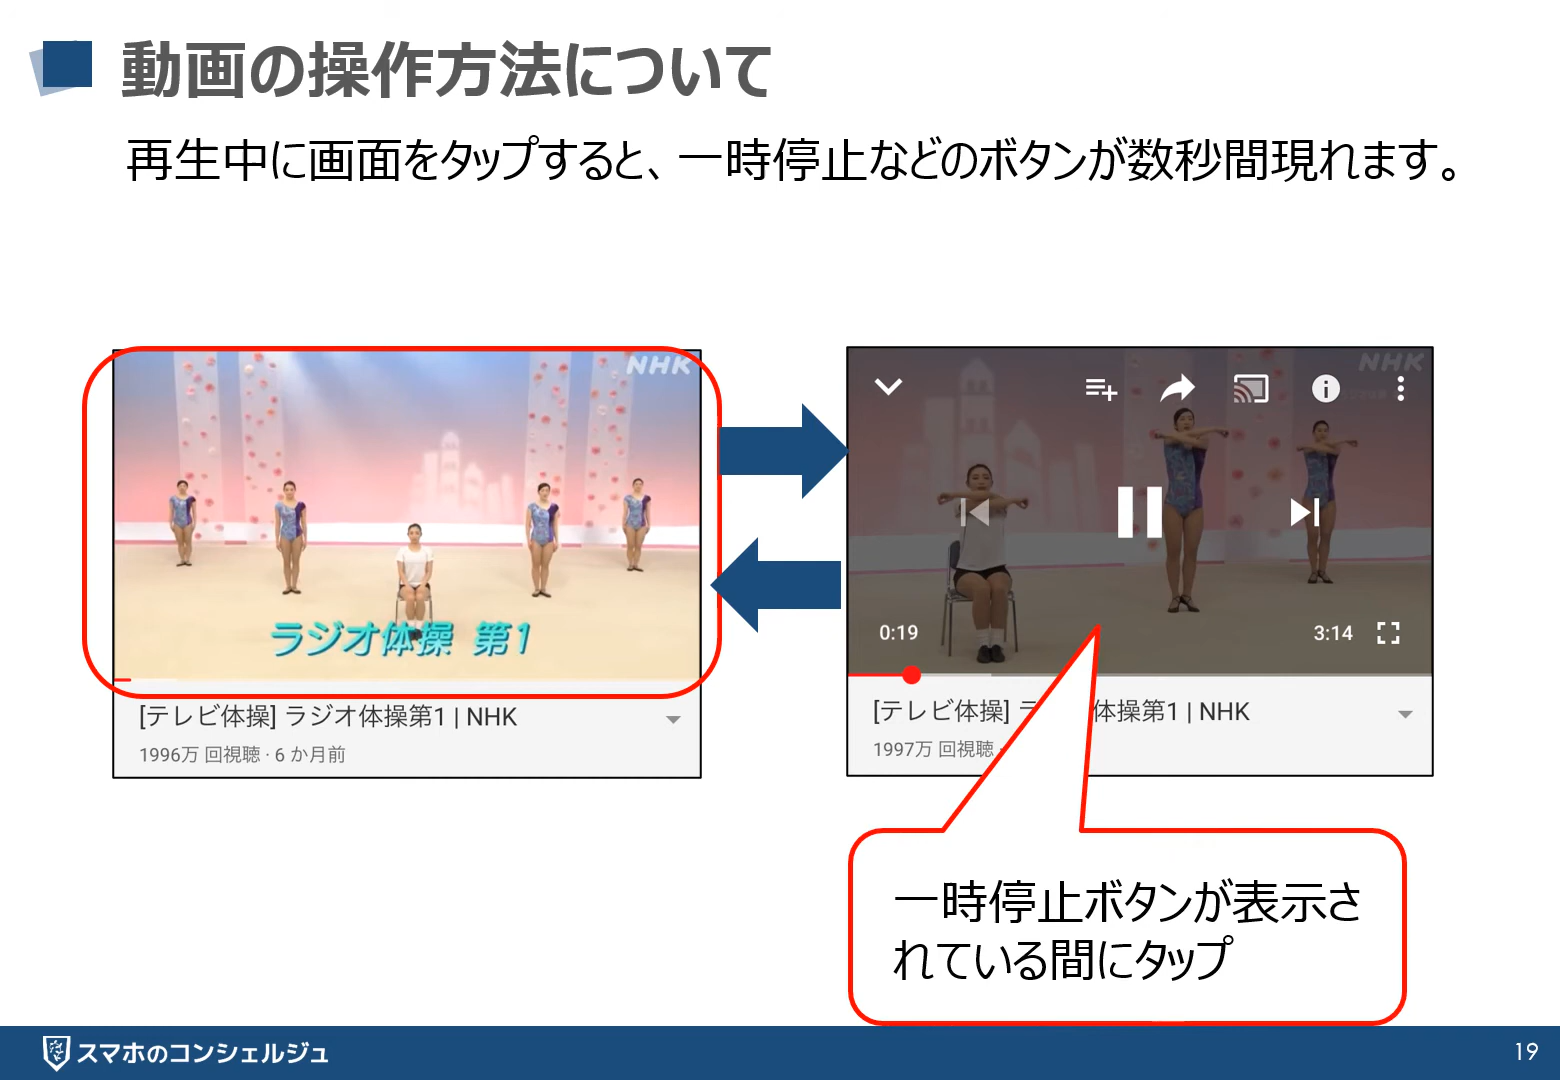 動画の操作方法について
再生中に画面をタップすると、一時停止などのボタンが数秒間現れます。
NHK
ラジオ体操 第1
[テレビ体操] ラジオ体操第1 | NHK
1996万 回視聴 · 6 か月前
NHK
0:19
3:14
[テレビ体操] ラ
体操第1 | NHK
1997万 回視聴
一時停止ボタンが表示さ
れている間にタップ
スマホのコンシェルジュ
19